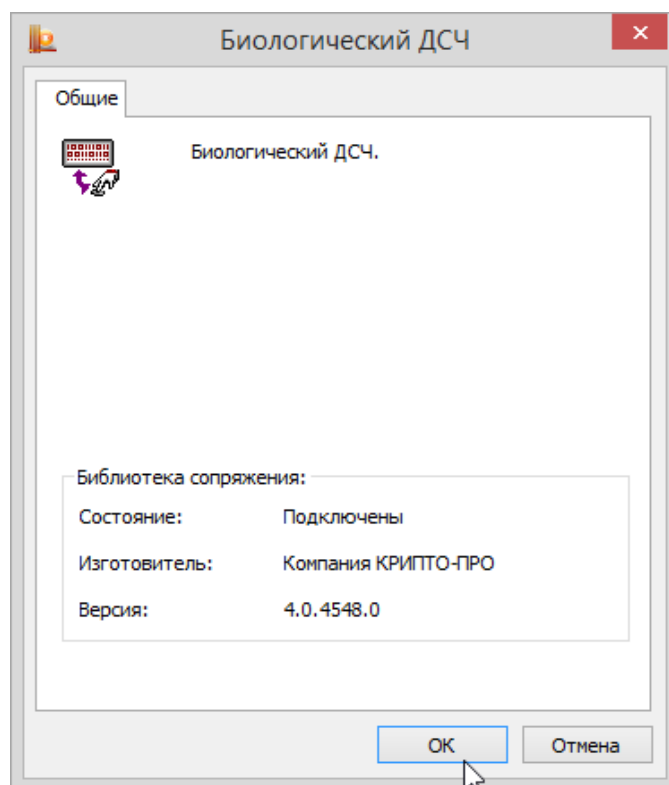 Биологический ДСЧ
Общие
Биологический ДСЧ.
Библиотека сопряжения:
Состояние: Подключены
Изготовитель: Компания КРИПТО-ПРО
Версия: 4.0.4548.0
ОК Отмена